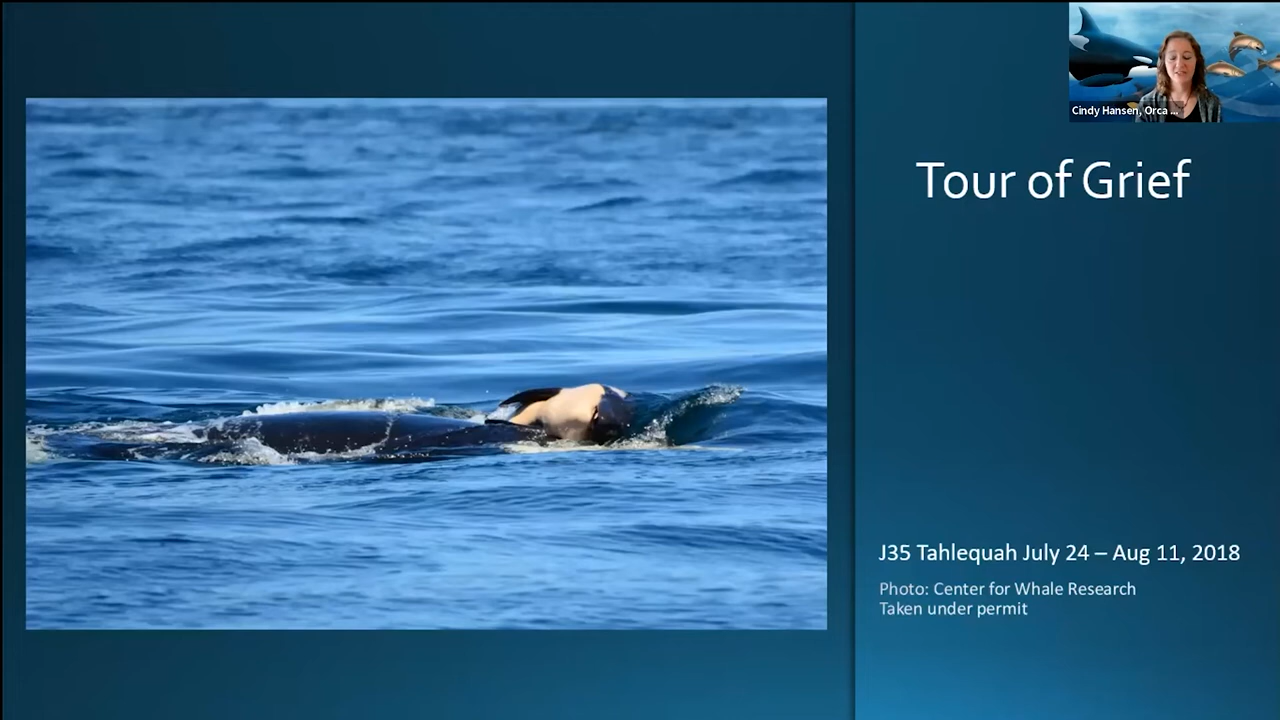 Cindy Hansen, Orca ...
Tour of Grief
J35 Tahlequah July 24 – Aug 11, 2018
Photo: Center for Whale Research
Taken under permit